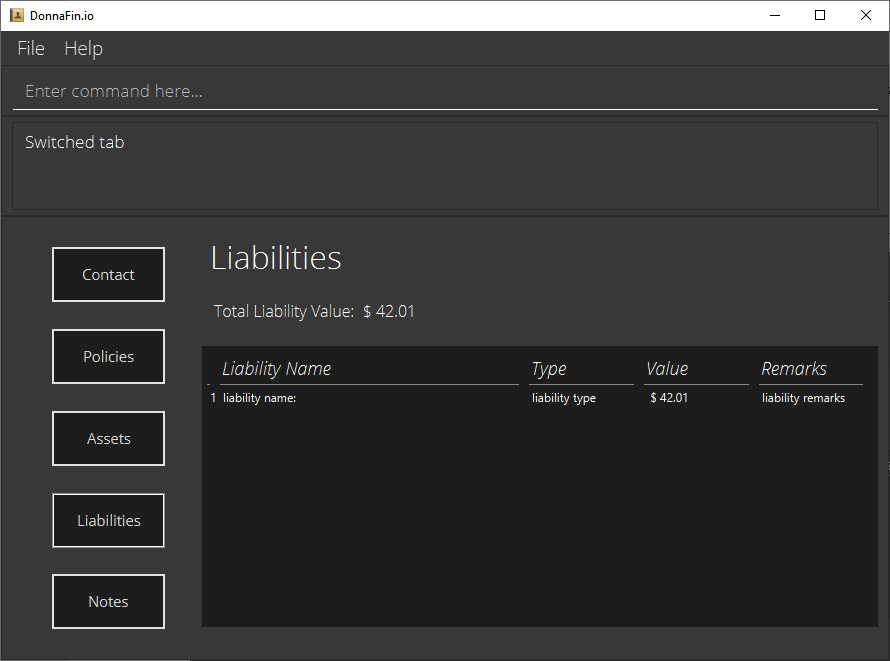 DonnaFin.io
File Help
Enter command here...
Switched tab
Contact
Policies
Assets
Liabilities
Notes
Liabilities
Total Liability Value: $ 42.01
Liability Name Type Value Remarks
1 liability name: liability type $ 42.01 liability remarks